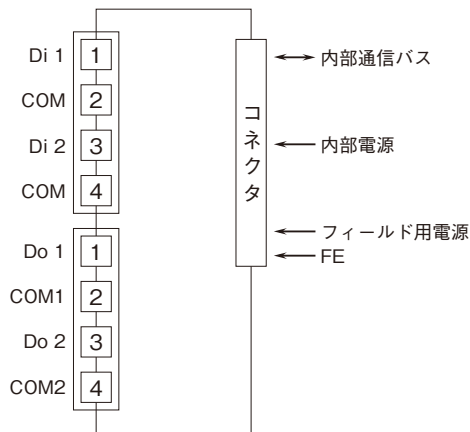 Di 1 1
COM 2
Di 2 3
COM 4
Do 1 1
COM1 2
Do 2 3
COM2 4
コネクタ
内部通信バス
内部電源
フィールド用電源
FE